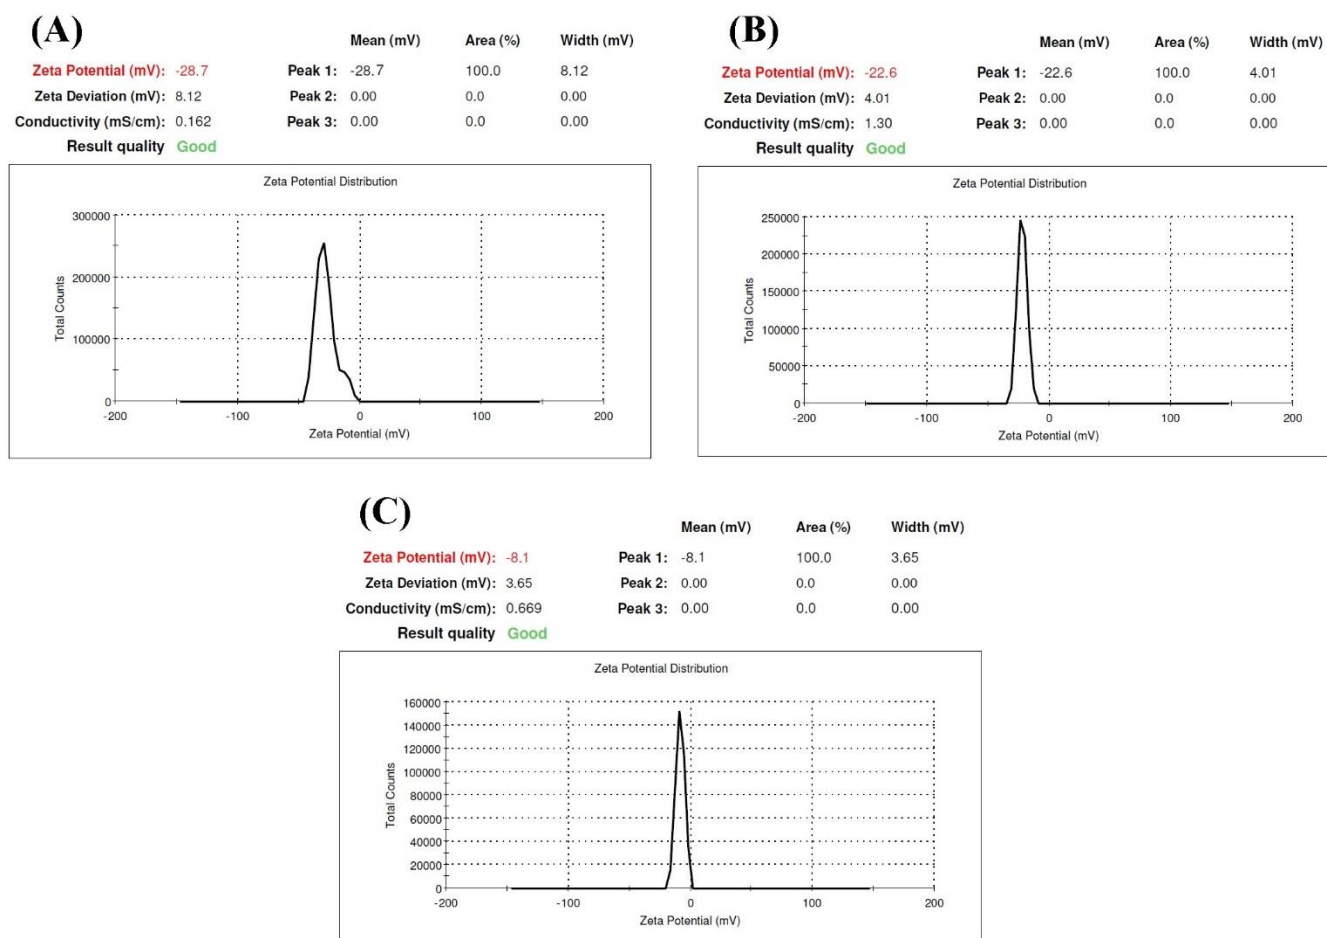 (A)
Mean (mV) Area (%) Width (mV)
Zeta Potential (mV): -28.7 Peak 1: -28.7 100.0 8.12
Zeta Deviation (mV): 8.12 Peak 2: 0.00 0.0 0.00
Conductivity (mS/cm): 0.162 Peak 3: 0.00 0.0 0.00
Result quality Good
Zeta Potential Distribution
300000
200000
100000
0
Total Counts
-200 -100 0 100 200
Zeta Potential (mV)
(B)
Mean (mV) Area (%) Width (mV)
Zeta Potential (mV): -22.6 Peak 1: -22.6 100.0 4.01
Zeta Deviation (mV): 4.01 Peak 2: 0.00 0.0 0.00
Conductivity (mS/cm): 1.30 Peak 3: 0.00 0.0 0.00
Result quality Good
Zeta Potential Distribution
250000
200000
150000
100000
50000
0
Total Counts
-200 -100 0 100 200
Zeta Potential (mV)
(C)
Mean (mV) Area (%) Width (mV)
Zeta Potential (mV): -8.1 Peak 1: -8.1 100.0 3.65
Zeta Deviation (mV): 3.65 Peak 2: 0.00 0.0 0.00
Conductivity (mS/cm): 0.669 Peak 3: 0.00 0.0 0.00
Result quality Good
Zeta Potential Distribution
160000
140000
120000
100000
80000
60000
40000
20000
0
Total Counts
-200 -100 0 100 200
Zeta Potential (mV)